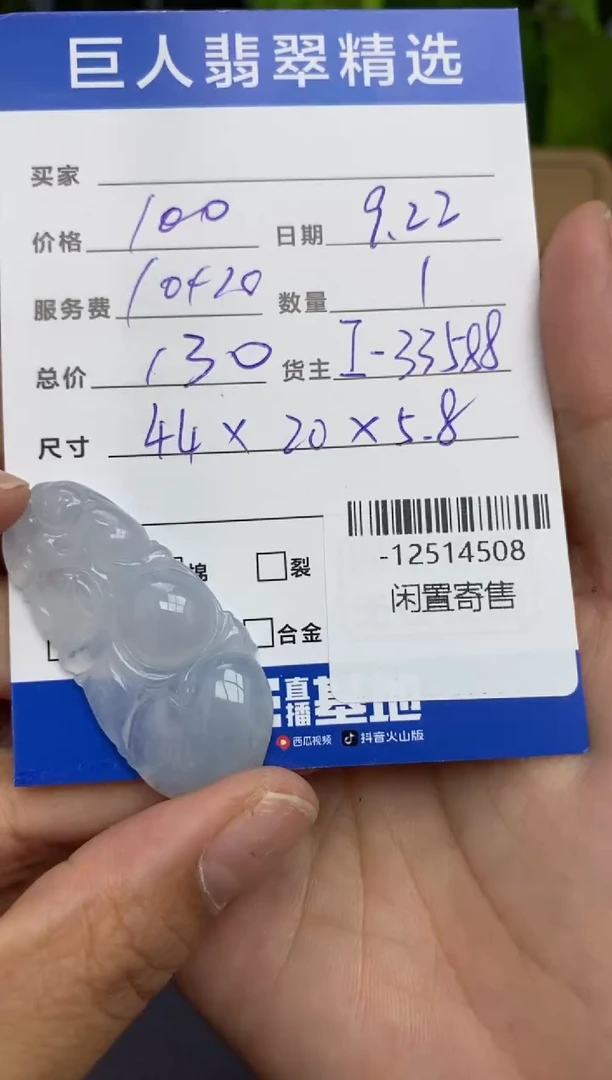 巨人翡翠精选
买家
价格 100 日期 9.22
服务费 10+20 数量 1
总价 130 货主 I-33588
尺寸 44×20×5.8
棉 裂
合金
-12514508
闲置寄售
直播基地
西瓜视频 抖音火山版